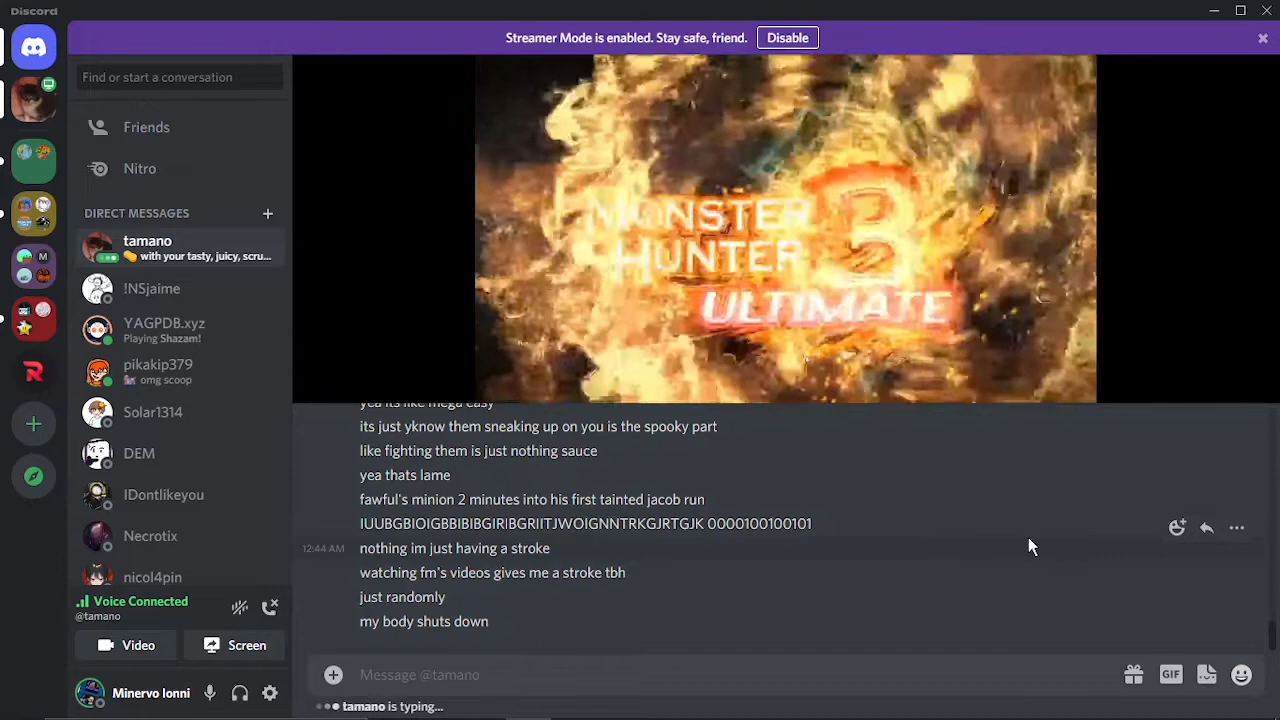 Discord
Streamer Mode is enabled. Stay safe, friend.
Disable
Find or start a conversation
Friends
Nitro
DIRECT MESSAGES
tamano
with your tasty, juicy, scru...
!NSjaime
YAGPDB.xyz
Playing Shazam!
pikakip379
omg scoop
Solar1314
DEM
IDontlikeyou
Necrotix
nicol4pin
Voice Connected
@tamano
Video
Screen
Minervo Ionni
MONSTER
HUNTER
3
ULTIMATE
yea its like mega easy
its just yknow them sneaking up on you is the spooky part
like fighting them is just nothing sauce
yea thats lame
fawful's minion 2 minutes into his first tainted jacob run
IUUBGBIOIGBBIBIBGIRIBGRIITJWOIGNNTRKGJRTGJK 0000100100101
12:44 AM
nothing im just having a stroke
watching fm's videos gives me a stroke tbh
just randomly
my body shuts down
Message @tamano
GIF
tamano is typing...